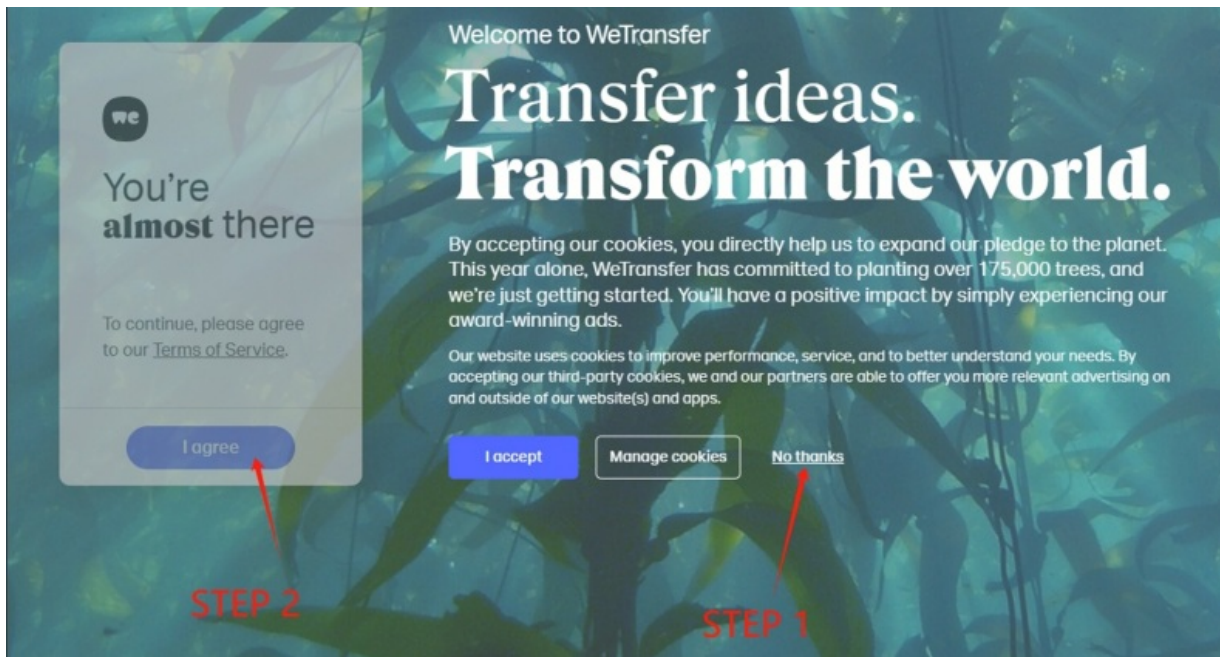 we
You're
almost there
To continue, please agree
to our Terms of Service.
I agree
STEP 2
Welcome to WeTransfer
Transfer ideas.
Transform the world.
By accepting our cookies, you directly help us to expand our pledge to the planet.
This year alone, WeTransfer has committed to planting over 175,000 trees, and
we're just getting started. You'll have a positive impact by simply experiencing our
award-winning ads.
Our website uses cookies to improve performance, service, and to better understand your needs. By
accepting our third-party cookies, we and our partners are able to offer you more relevant advertising on
and outside of our website(s) and apps.
I accept
Manage cookies
No thanks
STEP 1